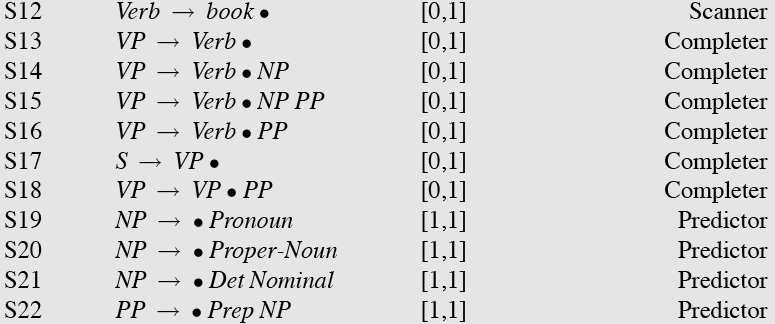 S12 Verb → book • [0,1] Scanner
S13 VP → Verb • [0,1] Completer
S14 VP → Verb • NP [0,1] Completer
S15 VP → Verb • NP PP [0,1] Completer
S16 VP → Verb • PP [0,1] Completer
S17 S → VP • [0,1] Completer
S18 VP → VP • PP [0,1] Completer
S19 NP → • Pronoun [1,1] Predictor
S20 NP → • Proper-Noun [1,1] Predictor
S21 NP → • Det Nominal [1,1] Predictor
S22 PP → • Prep NP [1,1] Predictor